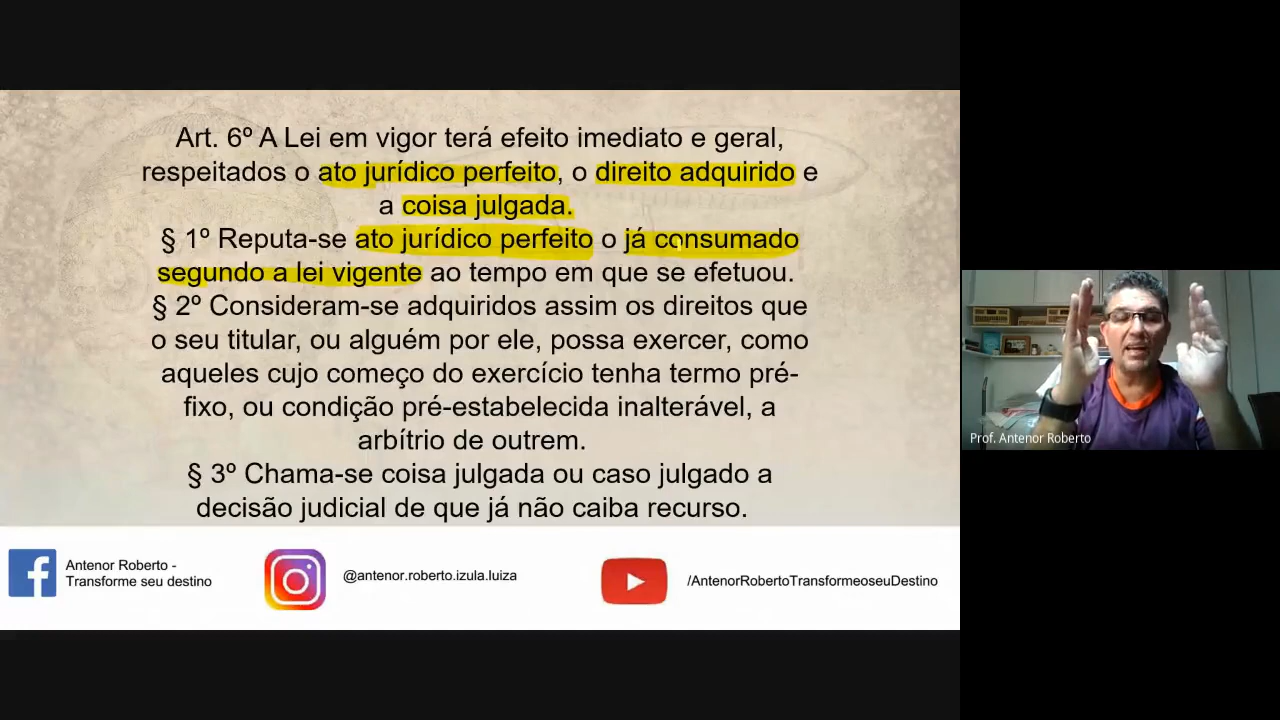 Art. 6º A Lei em vigor terá efeito imediato e geral,
respeitados o ato jurídico perfeito, o direito adquirido e
a coisa julgada.
§ 1º Reputa-se ato jurídico perfeito o já consumado
segundo a lei vigente ao tempo em que se efetuou.
§ 2º Consideram-se adquiridos assim os direitos que
o seu titular, ou alguém por ele, possa exercer, como
aqueles cujo começo do exercício tenha termo pré-
fixo, ou condição pré-estabelecida inalterável, a
arbítrio de outrem.
§ 3º Chama-se coisa julgada ou caso julgado a
decisão judicial de que já não caiba recurso.
Antenor Roberto -
Transforme seu destino
@antenor.roberto.izula.luiza
/AntenorRobertoTransformeoseuDestino
Prof. Antenor Roberto